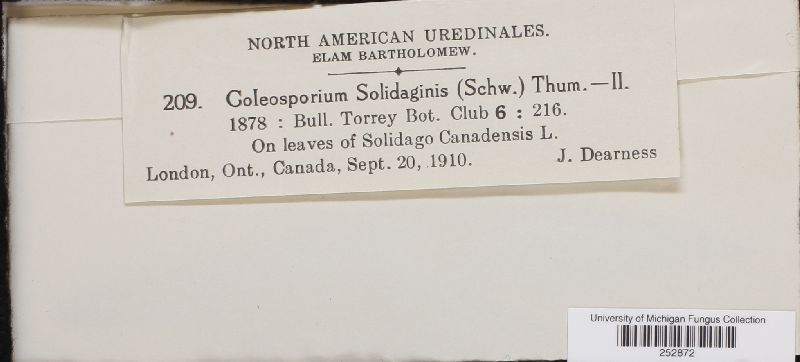 NORTH AMERICAN UREDINALES.
ELAM BARTHOLOMEW.
209. Coleosporium Solidaginis (Schw.) Thum.—II.
1878 : Bull. Torrey Bot. Club 6 : 216.
On leaves of Solidago Canadensis L.
London, Ont., Canada, Sept. 20, 1910. J. Dearness
University of Michigan Fungus Collection
252872